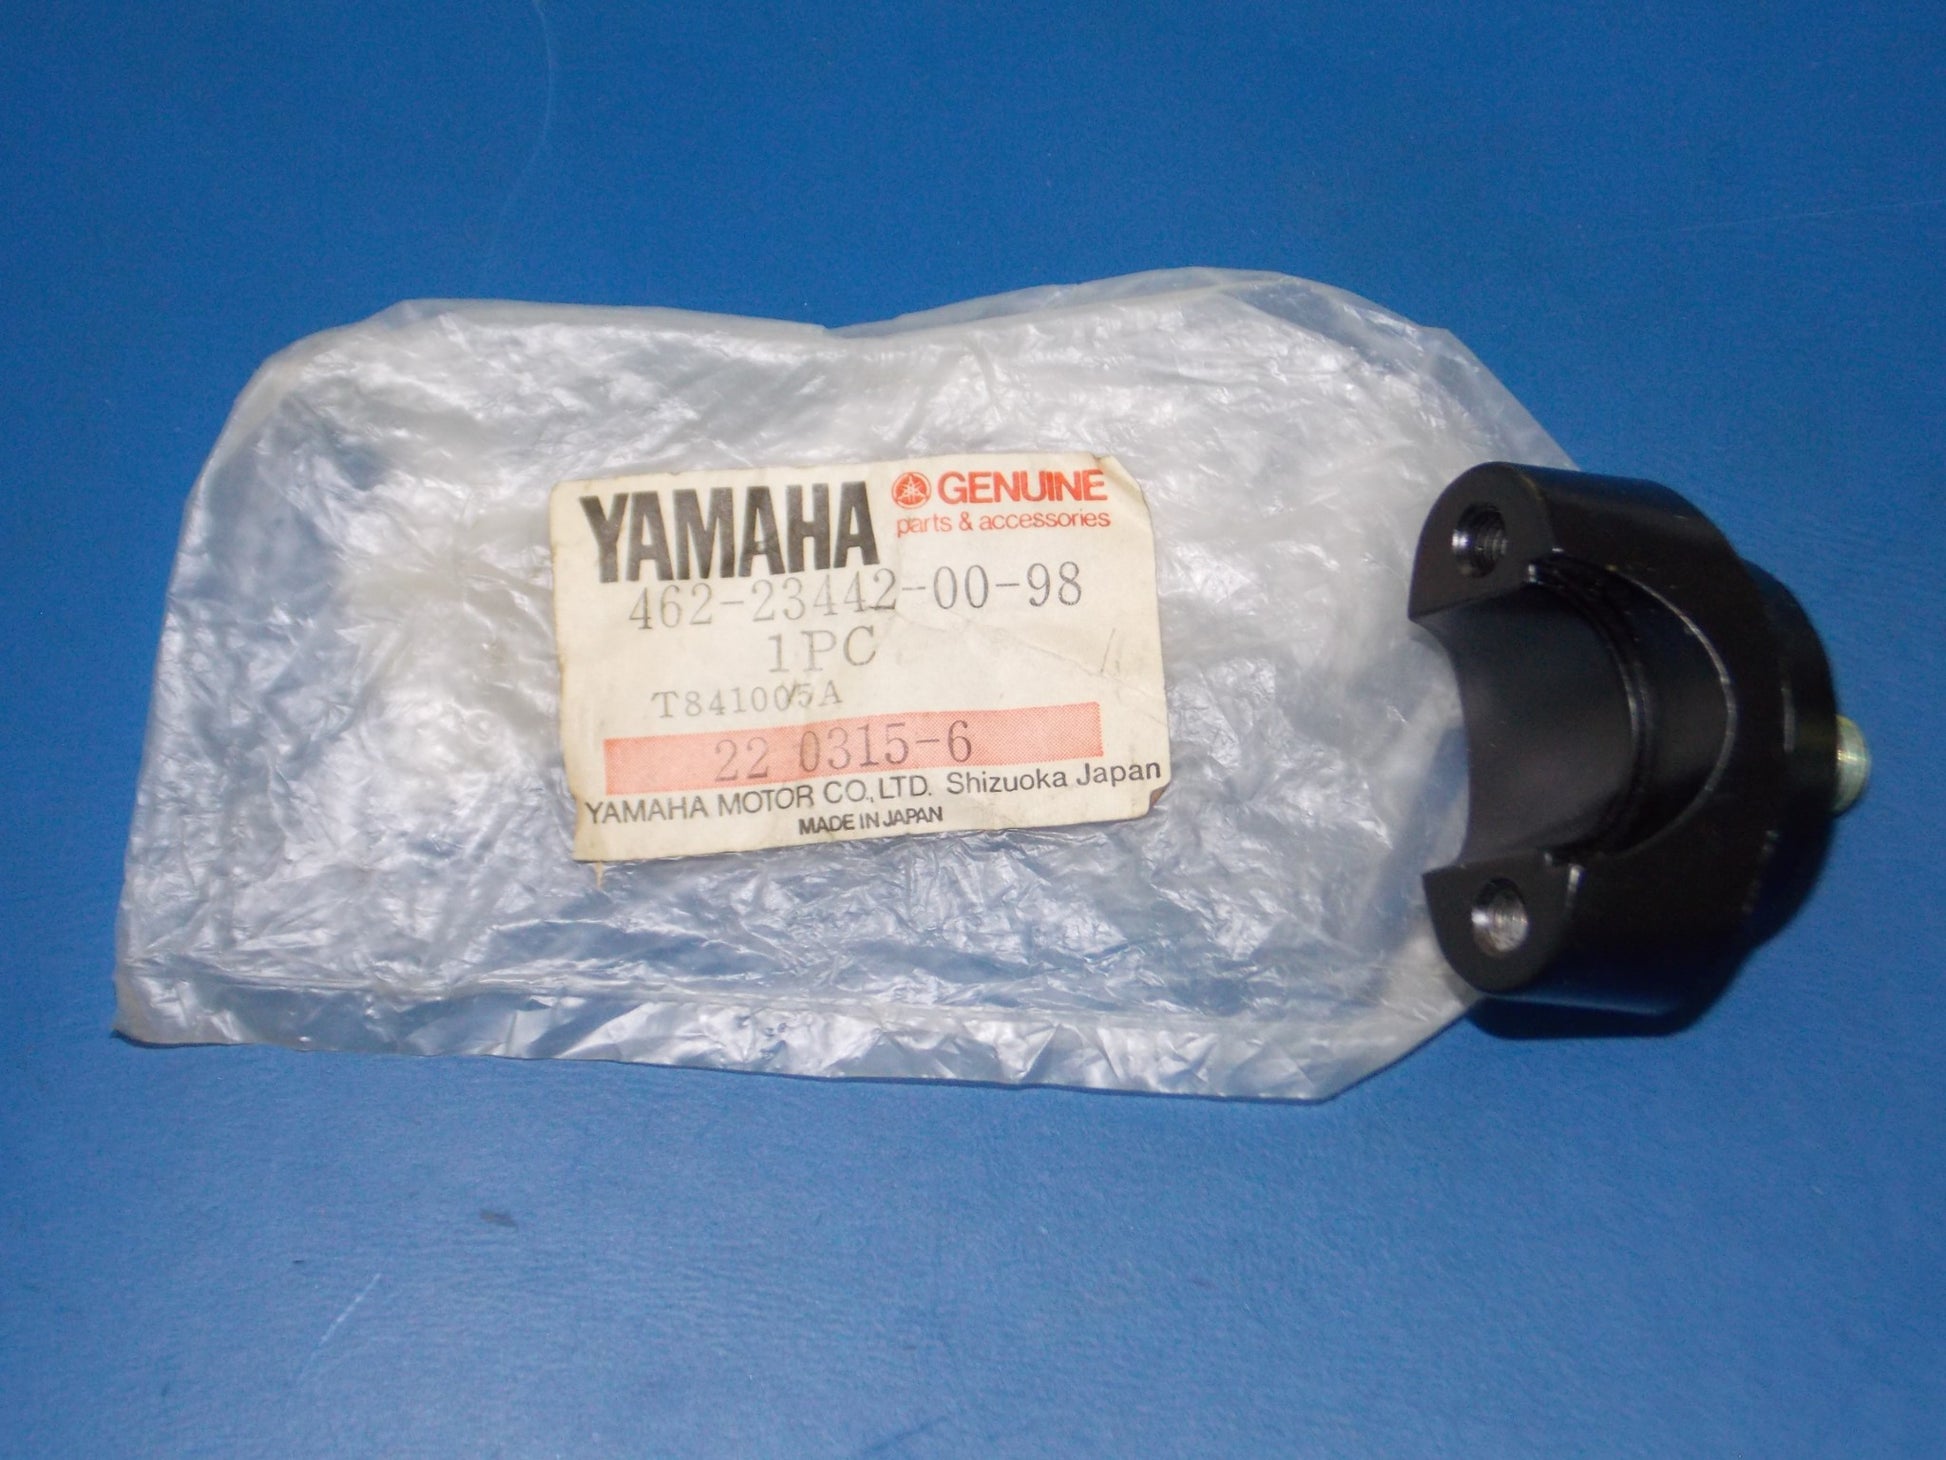 YAMAHA GENUINE
parts & accessories
462-23442-00-98
1PC
T841005A
22 0315-6
YAMAHA MOTOR CO., LTD. Shizuoka Japan
MADE IN JAPAN